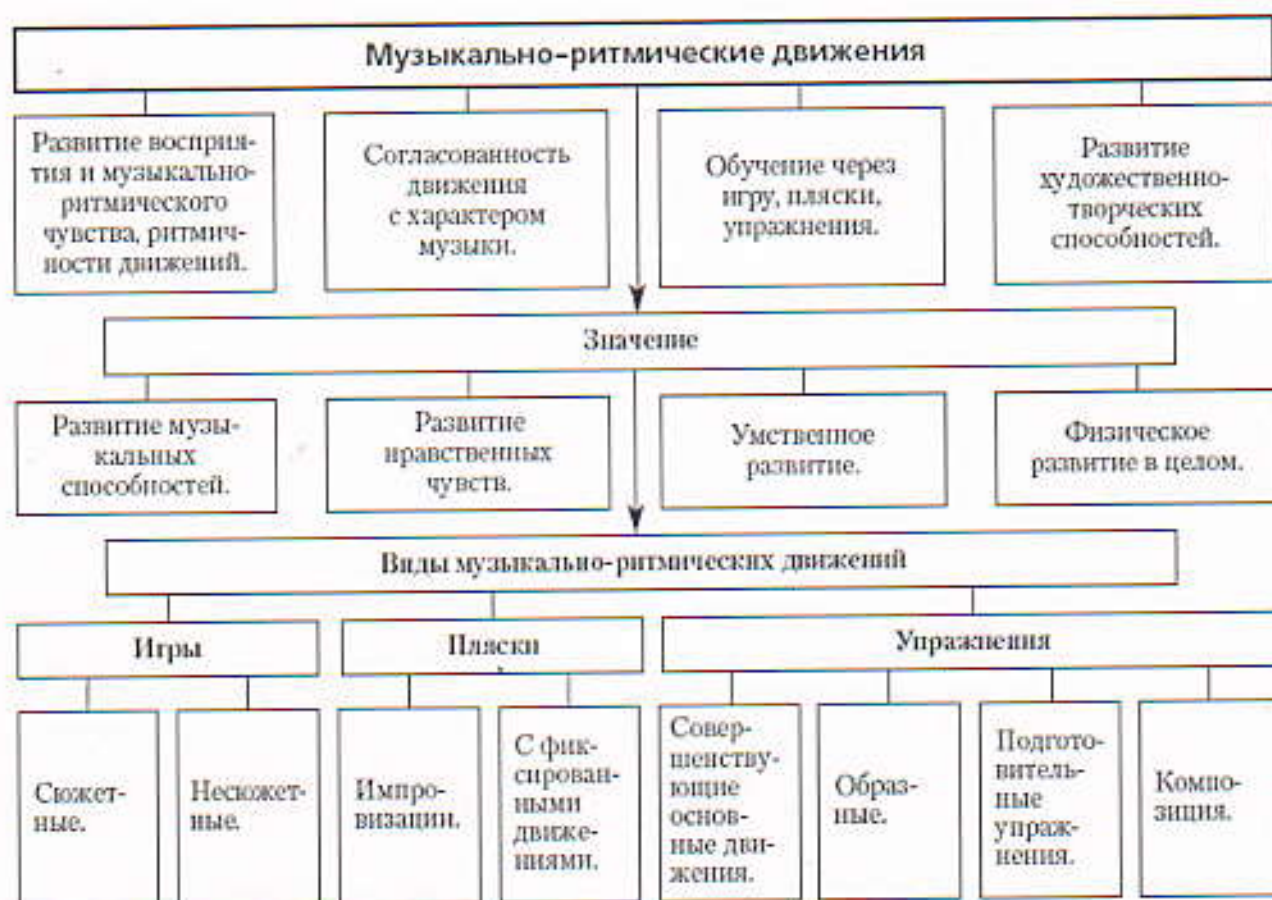 Музыкально-ритмические движения
Развитие восприя-
тия и музыкально-
ритмического
чувства, ритмич-
ности движений.
Согласованность
движения
с характером
музыки.
Обучение через
игру, пляски,
упражнения.
Развитие
художественно-
творческих
способностей.
Значение
Развитие музы-
кальных
способностей.
Развитие
нравственных
чувств.
Умственное
развитие.
Физическое
развитие в целом.
Виды музыкально-ритмических движений
Игры
Пляски
Упражнения
Сюжет-
ные.
Несюжет-
ные.
Импро-
визации.
С фик-
сирован-
ными
движе-
ниями.
Совер-
шенству-
ющие
основ-
ные дви-
жения.
Образ-
ные.
Подгото-
витель-
ные
упраж-
нения.
Компо-
зиция.